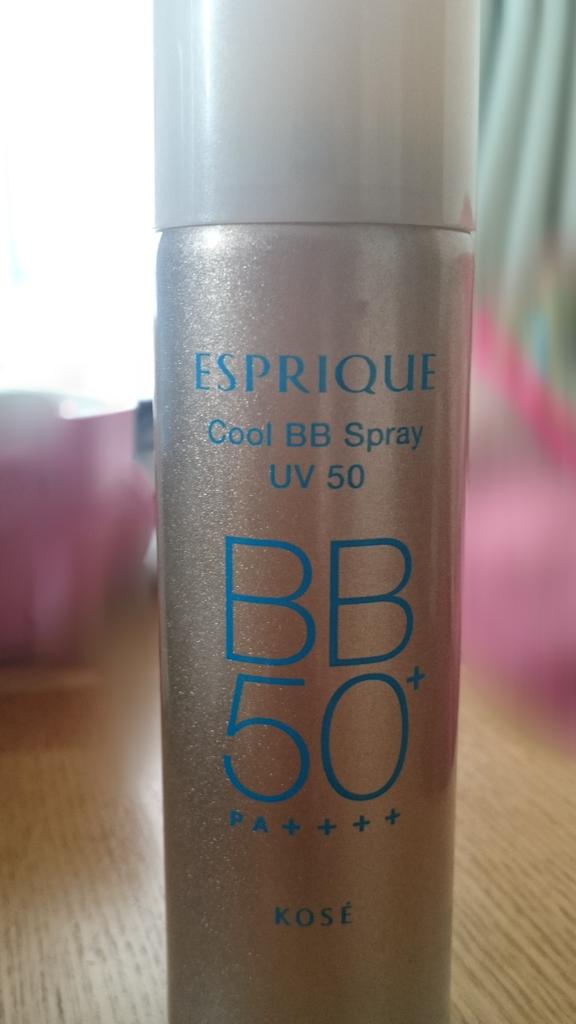 ESPRIQUE
Cool BB Spray
UV 50
BB
50+
PA++++
KOSÉ